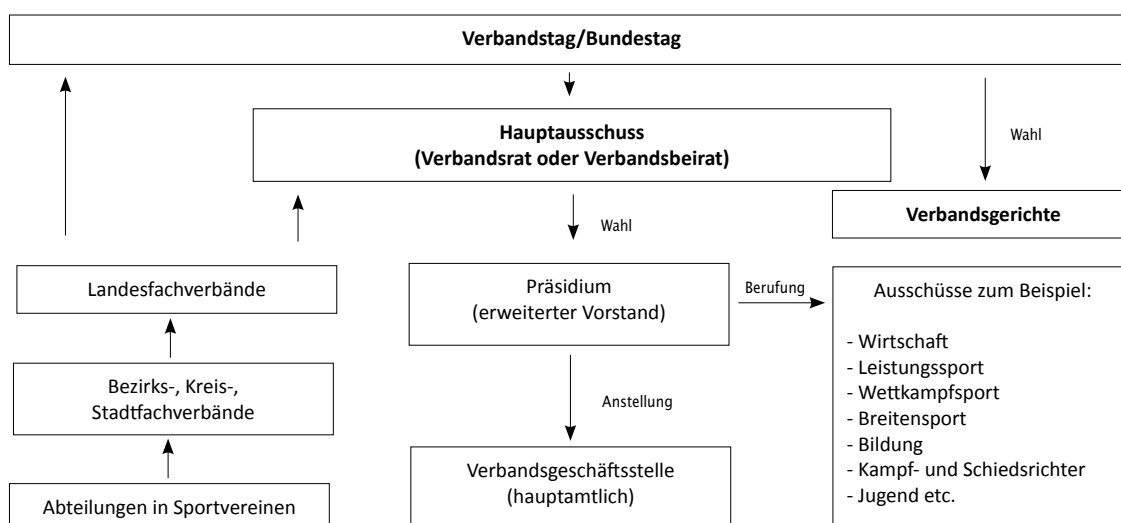 Verbandstag/Bundestag
Hauptausschuss
(Verbandsrat oder Verbandsbeirat)
Wahl
Verbandsgerichte
Wahl
Landesfachverbände
Präsidium
(erweiterter Vorstand)
Berufung
Ausschüsse zum Beispiel:
- Wirtschaft
- Leistungssport
- Wettkampfsport
- Breitensport
- Bildung
- Kampf- und Schiedsrichter
- Jugend etc.
Bezirks-, Kreis-,
Stadtfachverbände
Anstellung
Verbandsgeschäftsstelle
(hauptamtlich)
Abteilungen in Sportvereinen